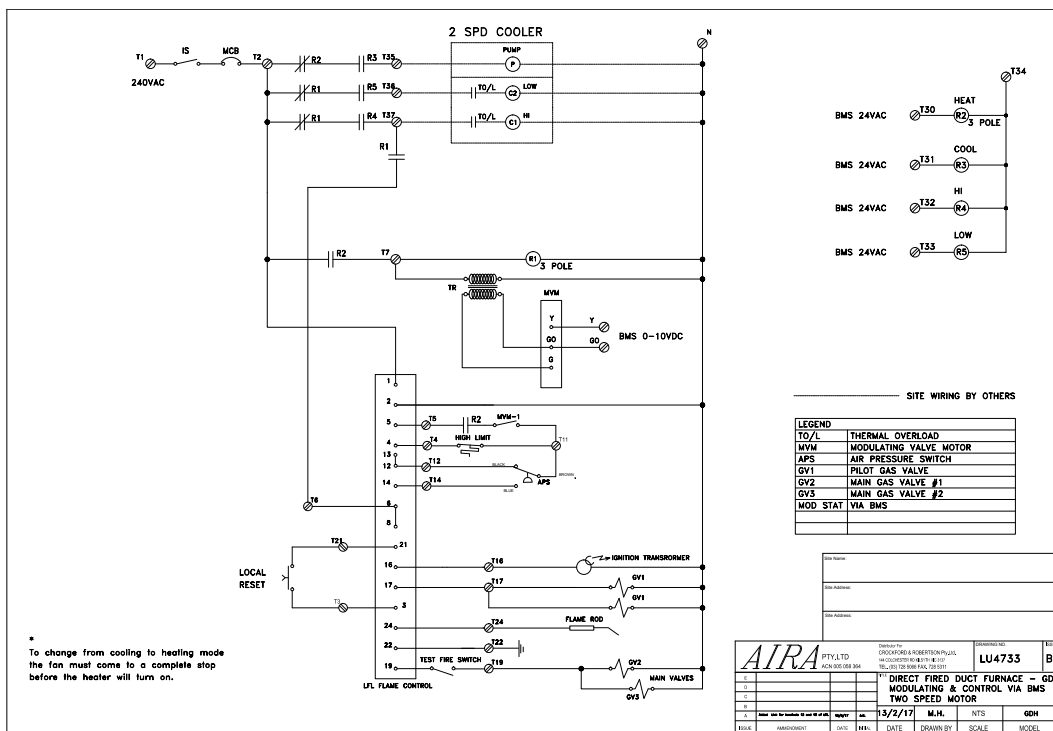 2 SPD COOLER
N
T1
IS
MCB
T2
R2
R3
T35
PUMP
P
240VAC
T34
R1
R5
T36
TO/L
C2
LOW
R1
R4
T37
TO/L
C1
HI
R1
BMS 24VAC
T30
HEAT
R2
3 POLE
BMS 24VAC
T31
COOL
R3
BMS 24VAC
T32
HI
R4
BMS 24VAC
T33
LOW
R5
R2
T7
R1
3 POLE
TR
MVM
Y
Y
GO
GO
G
BMS 0-10VDC
1
2
5
T5
R2
MVM-1
4
T4
HIGH LIMIT
T11
13
12
T12
BLACK
BROWN
APS
14
T14
BLUE
T6
6
8
T21
21
LOCAL
RESET
16
T16
IGNITION TRANSRORMER
17
T17
GV1
T3
3
GV1
24
T24
FLAME ROD
22
T22
19
TEST FIRE SWITCH
T19
GV2
MAIN VALVES
GV3
LFL FLAME CONTROL
*
To change from cooling to heating mode
the fan must come to a complete stop
before the heater will turn on.
SITE WIRING BY OTHERS
LEGEND
TO/L THERMAL OVERLOAD
MVM MODULATING VALVE MOTOR
APS AIR PRESSURE SWITCH
GV1 PILOT GAS VALVE
GV2 MAIN GAS VALVE #1
GV3 MAIN GAS VALVE #2
MOD STAT VIA BMS
Site Name:
Site Address:
Site Address:
AIRA PTY.LTD
ACN 005 058 364
Distributor For
CROCKFORD & ROBERTSON Pty.Ltd.
DRAWING NO.
LU4733
B
DIRECT FIRED DUCT FURNACE - GD
MODULATING & CONTROL VIA BMS
TWO SPEED MOTOR
E
D
C
B
A
13/2/17 M.H. NTS GDH
ISSUE AMMENDMENT DATE INITIAL DATE DRAWN BY SCALE MODEL